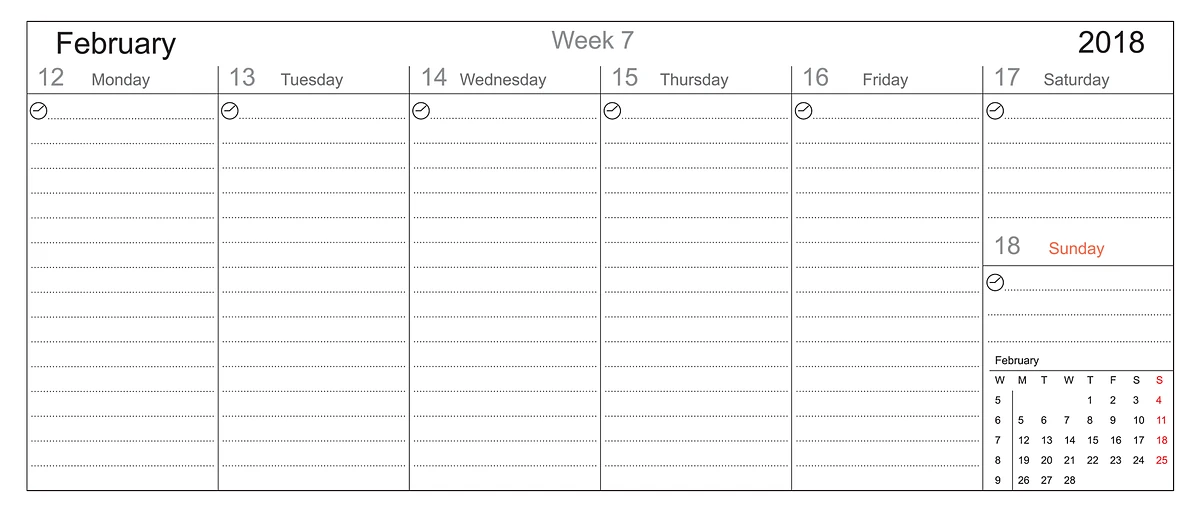 February Week 7 2018
12 Monday 13 Tuesday 14 Wednesday 15 Thursday 16 Friday 17 Saturday
18 Sunday
February
W M T W T F S S
5 1 2 3 4
6 5 6 7 8 9 10 11
7 12 13 14 15 16 17 18
8 19 20 21 22 23 24 25
9 26 27 28